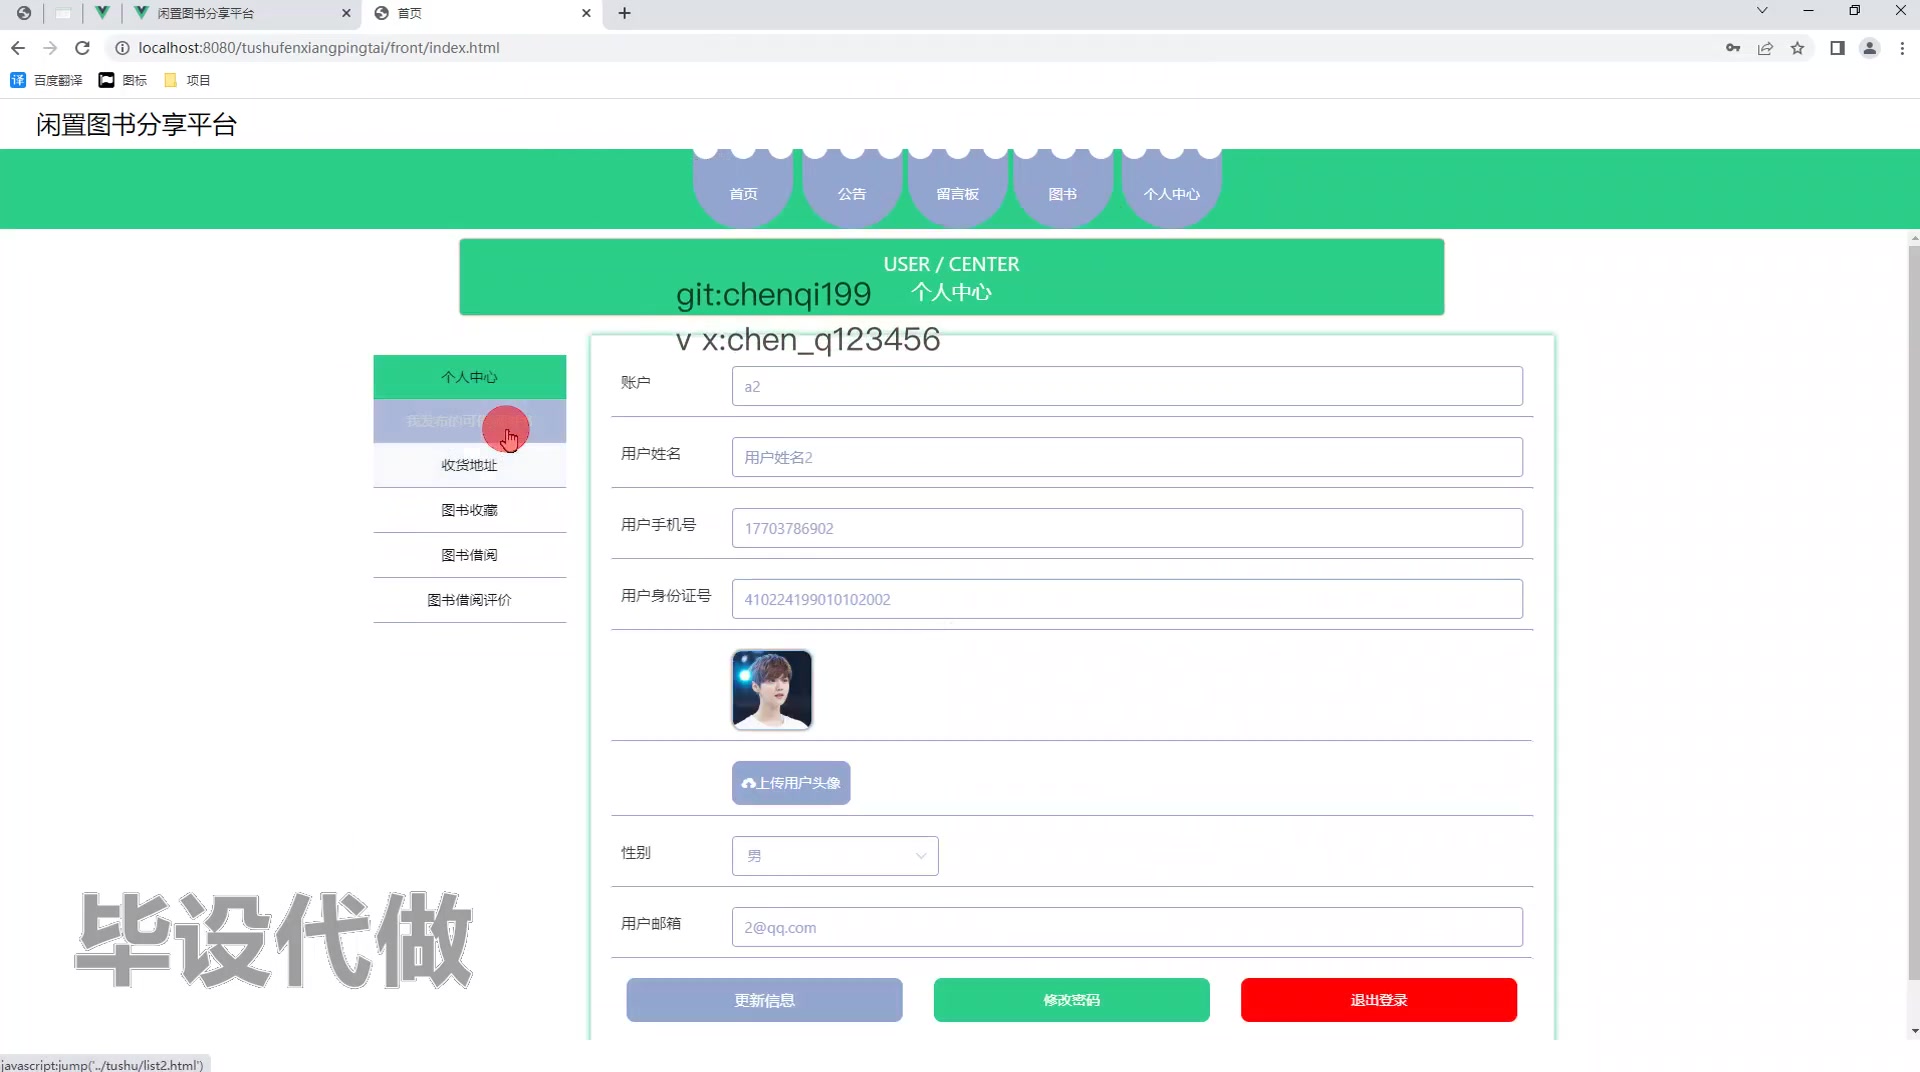 闲置图书分享平台
首页
localhost:8080/tushufenxiangpingtai/front/index.html
译 百度翻译
图标
项目
闲置图书分享平台
首页
公告
留言板
图书
个人中心
USER / CENTER
个人中心
git:chenqi199
v x:chen_q123456
个人中心
我发布的可
收货地址
图书收藏
图书借阅
图书借阅评价
账户
a2
用户姓名
用户姓名2
用户手机号
17703786902
用户身份证号
410224199010102002
上传用户头像
性别
男
用户邮箱
2@qq.com
更新信息
修改密码
退出登录
毕设代做
javascript:jump('../tushu/list2.html')